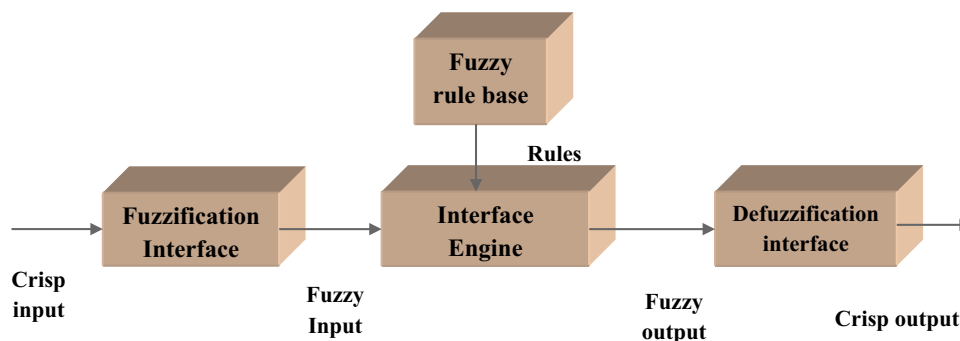 Fuzzy
rule base
Rules
Fuzzification
Interface
Interface
Engine
Defuzzification
interface
Crisp
input
Fuzzy
Input
Fuzzy
output
Crisp output